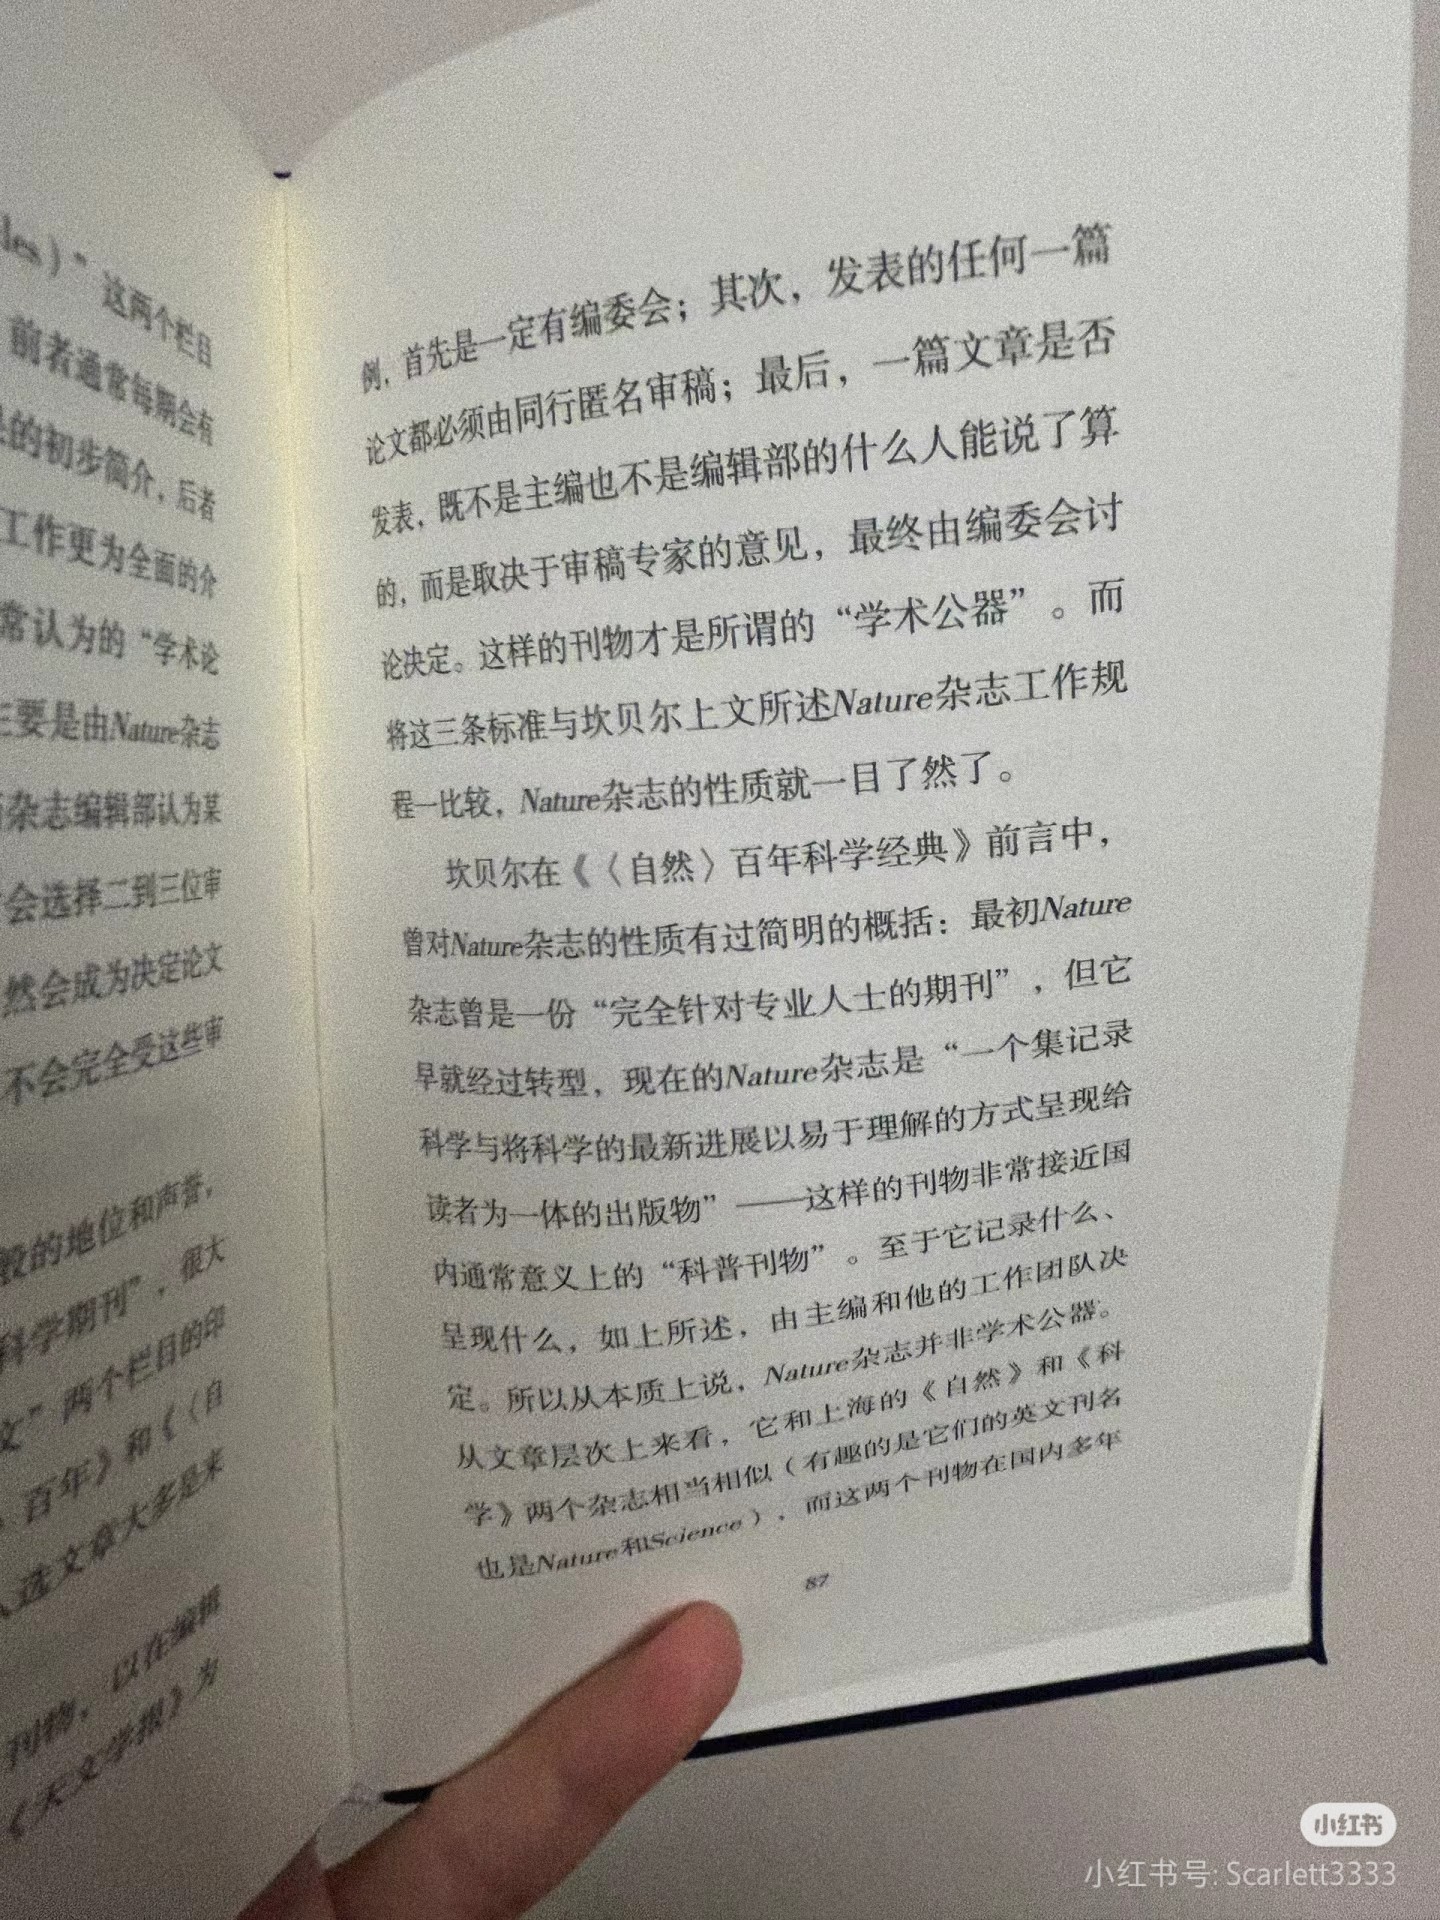 les）”这两个栏目
前者通常每期会有
的初步简介，后者
工作更为全面的介
常认为的“学术论
主要是由Nature杂志
杂志编辑部认为某
会选择二到三位审
然会成为决定论文
不会完全受这些审
般的地位和声誉，
科学期刊”，很大
文”两个栏目的印
百年》和《〈自
入选文章大多是来
刊物，以在编辑
《天文学报》为
例，首先是一定有编委会；其次，发表的任何一篇
论文都必须由同行匿名审稿；最后，一篇文章是否
发表，既不是主编也不是编辑部的什么人能说了算
的，而是取决于审稿专家的意见，最终由编委会讨
论决定。这样的刊物才是所谓的“学术公器”。而
将这三条标准与坎贝尔上文所述Nature杂志工作规
程一比较，Nature杂志的性质就一目了然了。
坎贝尔在《〈自然〉百年科学经典》前言中，
曾对Nature杂志的性质有过简明的概括：最初Nature
杂志曾是一份“完全针对专业人士的期刊”，但它
早就经过转型，现在的Nature杂志是“一个集记录
科学与将科学的最新进展以易于理解的方式呈现给
读者为一体的出版物”——这样的刊物非常接近国
内通常意义上的“科普刊物”。至于它记录什么、
呈现什么，如上所述，由主编和他的工作团队决
定。所以从本质上说，Nature杂志并非学术公器。
从文章层次上来看，它和上海的《自然》和《科
学》两个杂志相当相似（有趣的是它们的英文刊名
也是Nature和Science），而这两个刊物在国内多年
87
小红书
小红书号: Scarlett3333